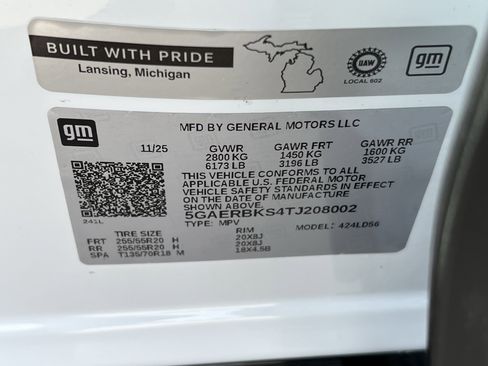 BUILT WITH PRIDE
Lansing, Michigan
UAW
LOCAL 602
gm
gm
MFD BY GENERAL MOTORS LLC
11/25 GVWR GAWR FRT GAWR RR
2800 KG 1450 KG 1600 KG
6173 LB 3196 LB 3527 LB
THIS VEHICLE CONFORMS TO ALL
APPLICABLE U.S. FEDERAL MOTOR
VEHICLE SAFETY STANDARDS IN EFFECT
ON THE DATE OF MANUFACTURE SHOWN ABOVE.
5GAERBKS4TJ208002
TYPE: MPV MODEL: 424LD56
241L
TIRE SIZE RIM
FRT 255/55R20 H 20X8J
RR 255/55R20 H 20X8J
SPA T135/70R18 M 18X4.5B